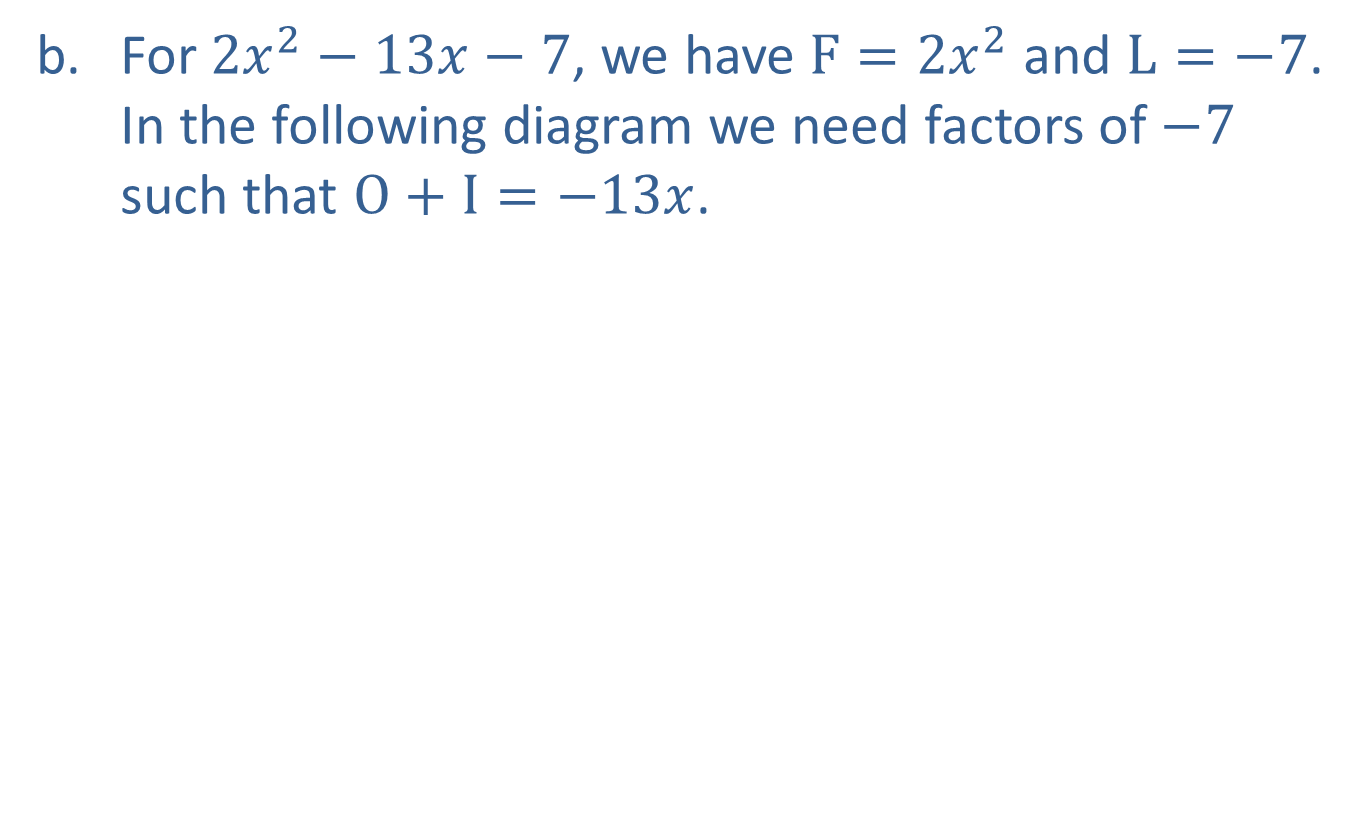 b. For 2x² − 13x − 7, we have F = 2x² and L = −7.
In the following diagram we need factors of −7
such that O + I = −13x.